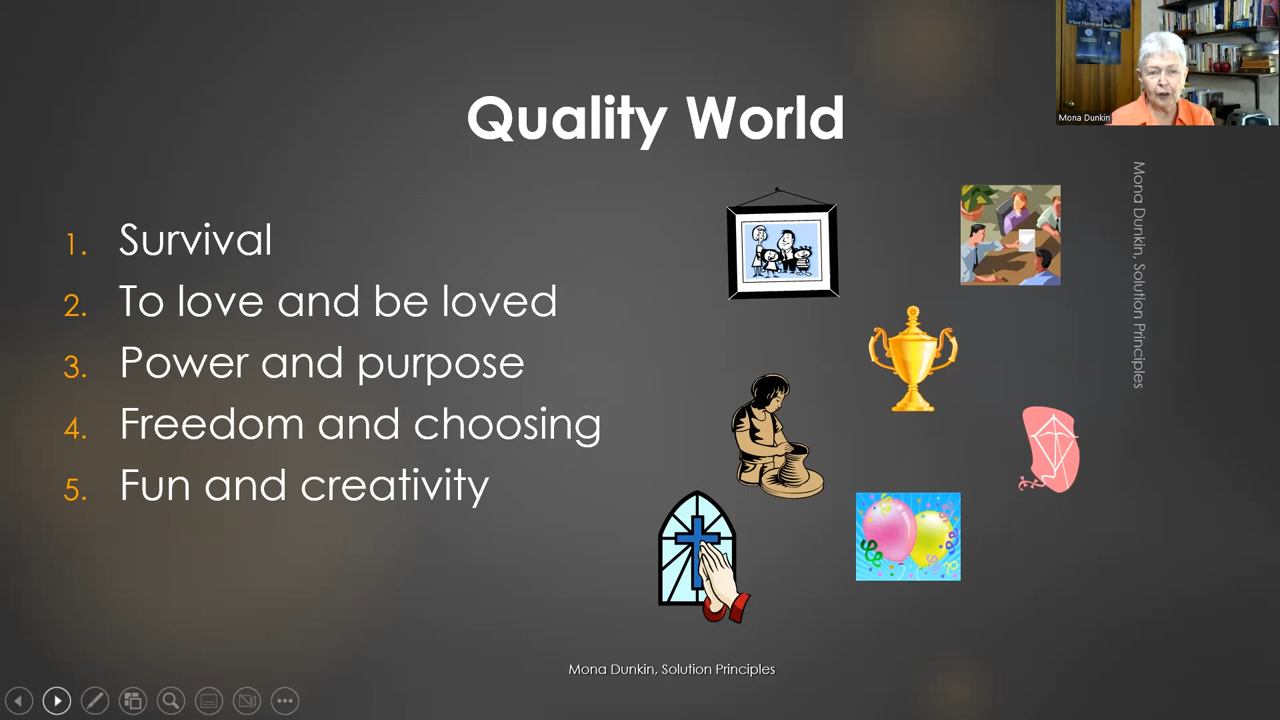 Quality World
Mona Dunkin
1. Survival
2. To love and be loved
3. Power and purpose
4. Freedom and choosing
5. Fun and creativity
Mona Dunkin, Solution Principles
Mona Dunkin, Solution Principles